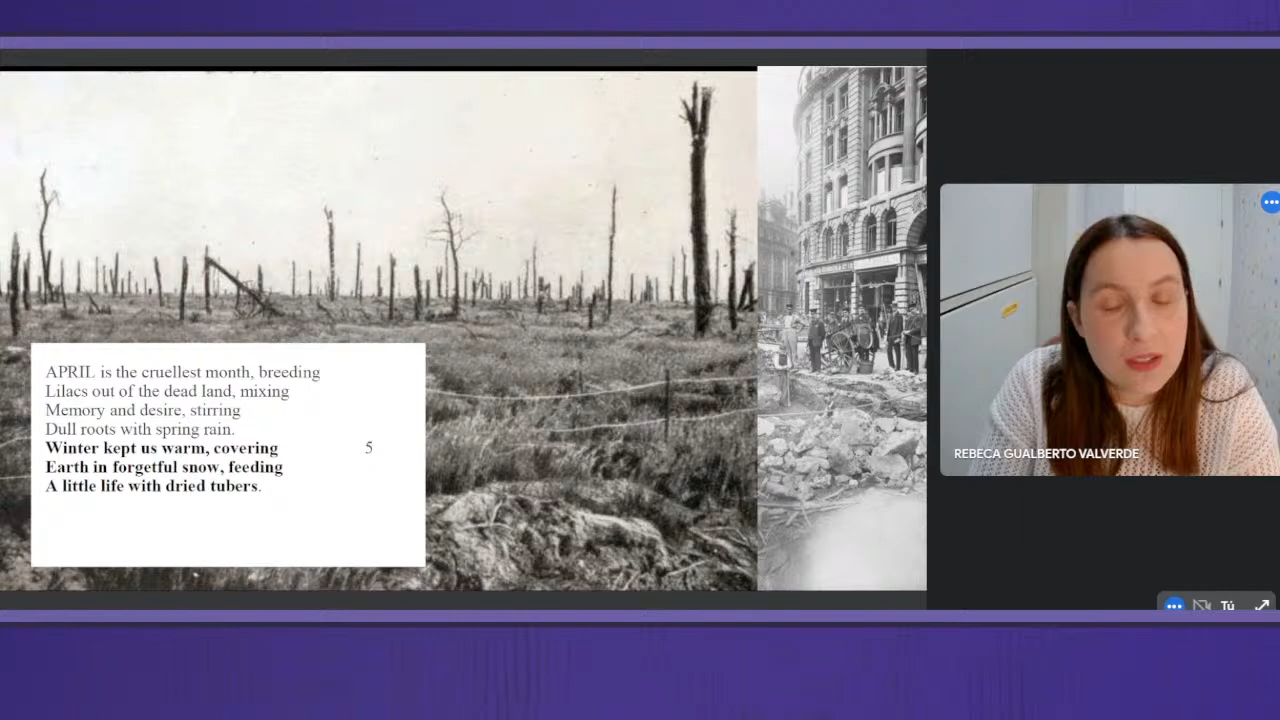 APRIL is the cruellest month, breeding
Lilacs out of the dead land, mixing
Memory and desire, stirring
Dull roots with spring rain.
Winter kept us warm, covering 5
Earth in forgetful snow, feeding
A little life with dried tubers.
REBECA GUALBERTO VALVERDE
Tú